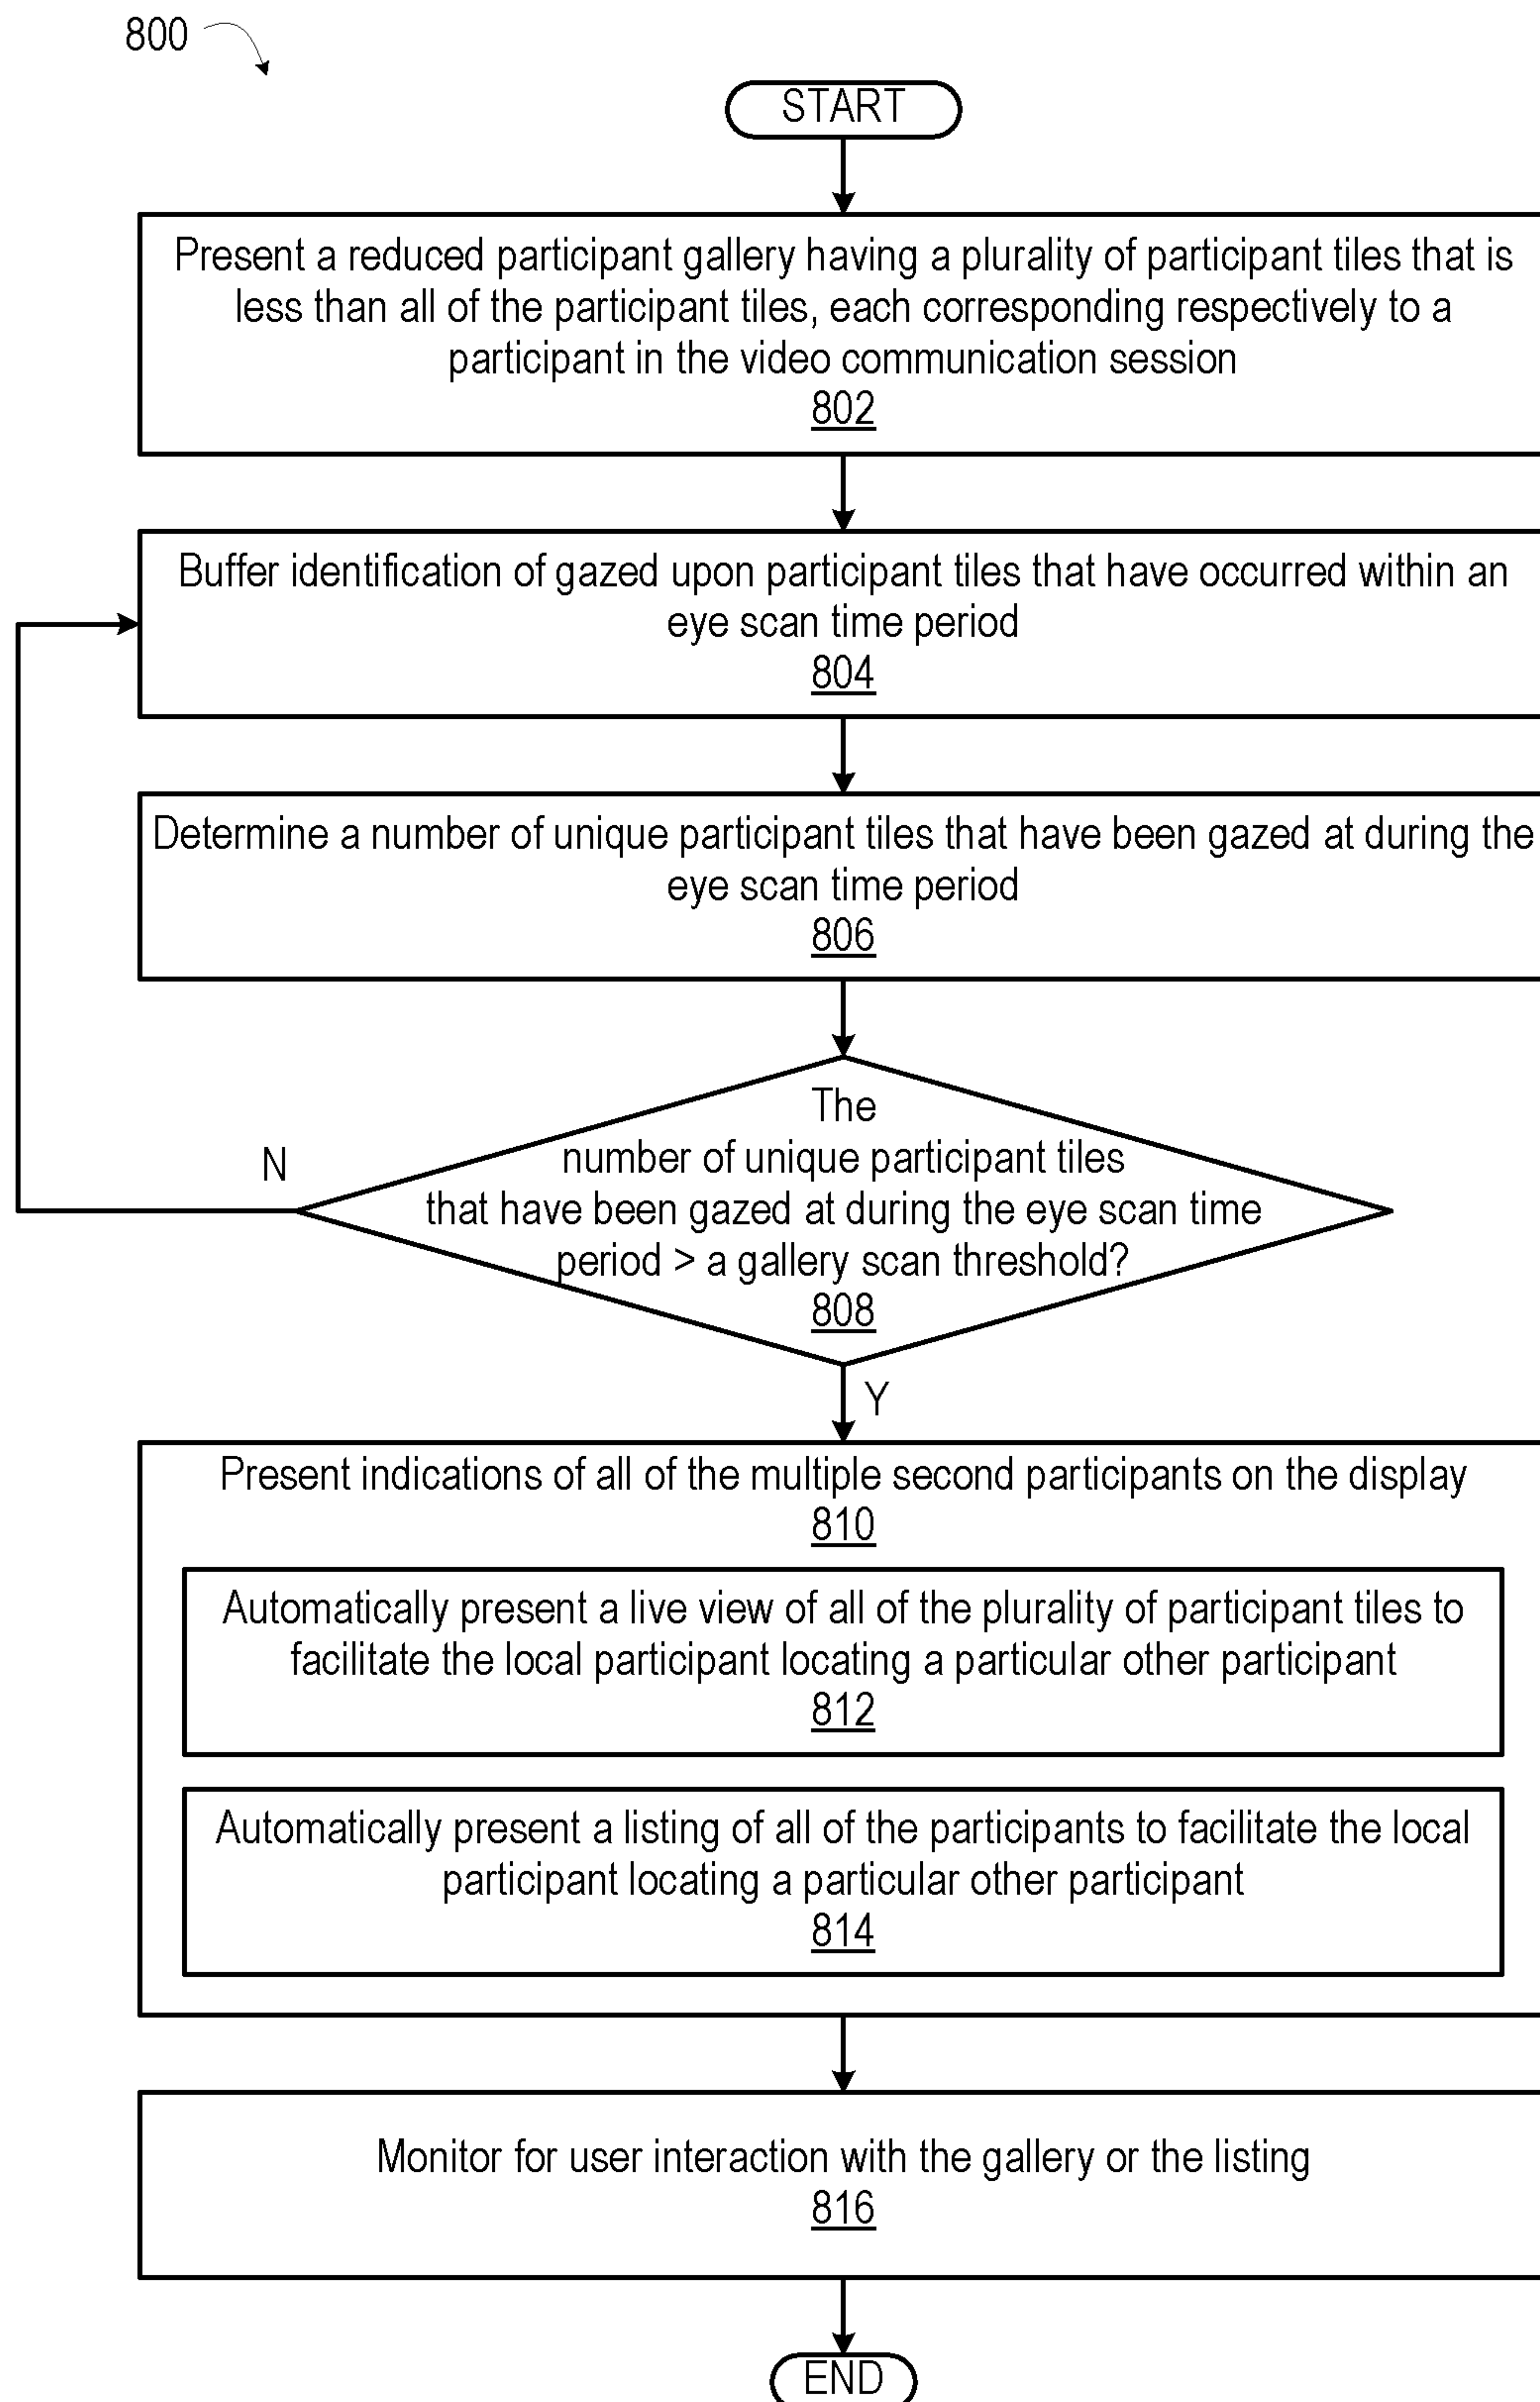 800
START
Present a reduced participant gallery having a plurality of participant tiles that is
less than all of the participant tiles, each corresponding respectively to a
participant in the video communication session
802
Buffer identification of gazed upon participant tiles that have occurred within an
eye scan time period
804
Determine a number of unique participant tiles that have been gazed at during the
eye scan time period
806
The
number of unique participant tiles
that have been gazed at during the eye scan time
period > a gallery scan threshold?
808
N
Y
Present indications of all of the multiple second participants on the display
810
Automatically present a live view of all of the plurality of participant tiles to
facilitate the local participant locating a particular other participant
812
Automatically present a listing of all of the participants to facilitate the local
participant locating a particular other participant
814
Monitor for user interaction with the gallery or the listing
816
END